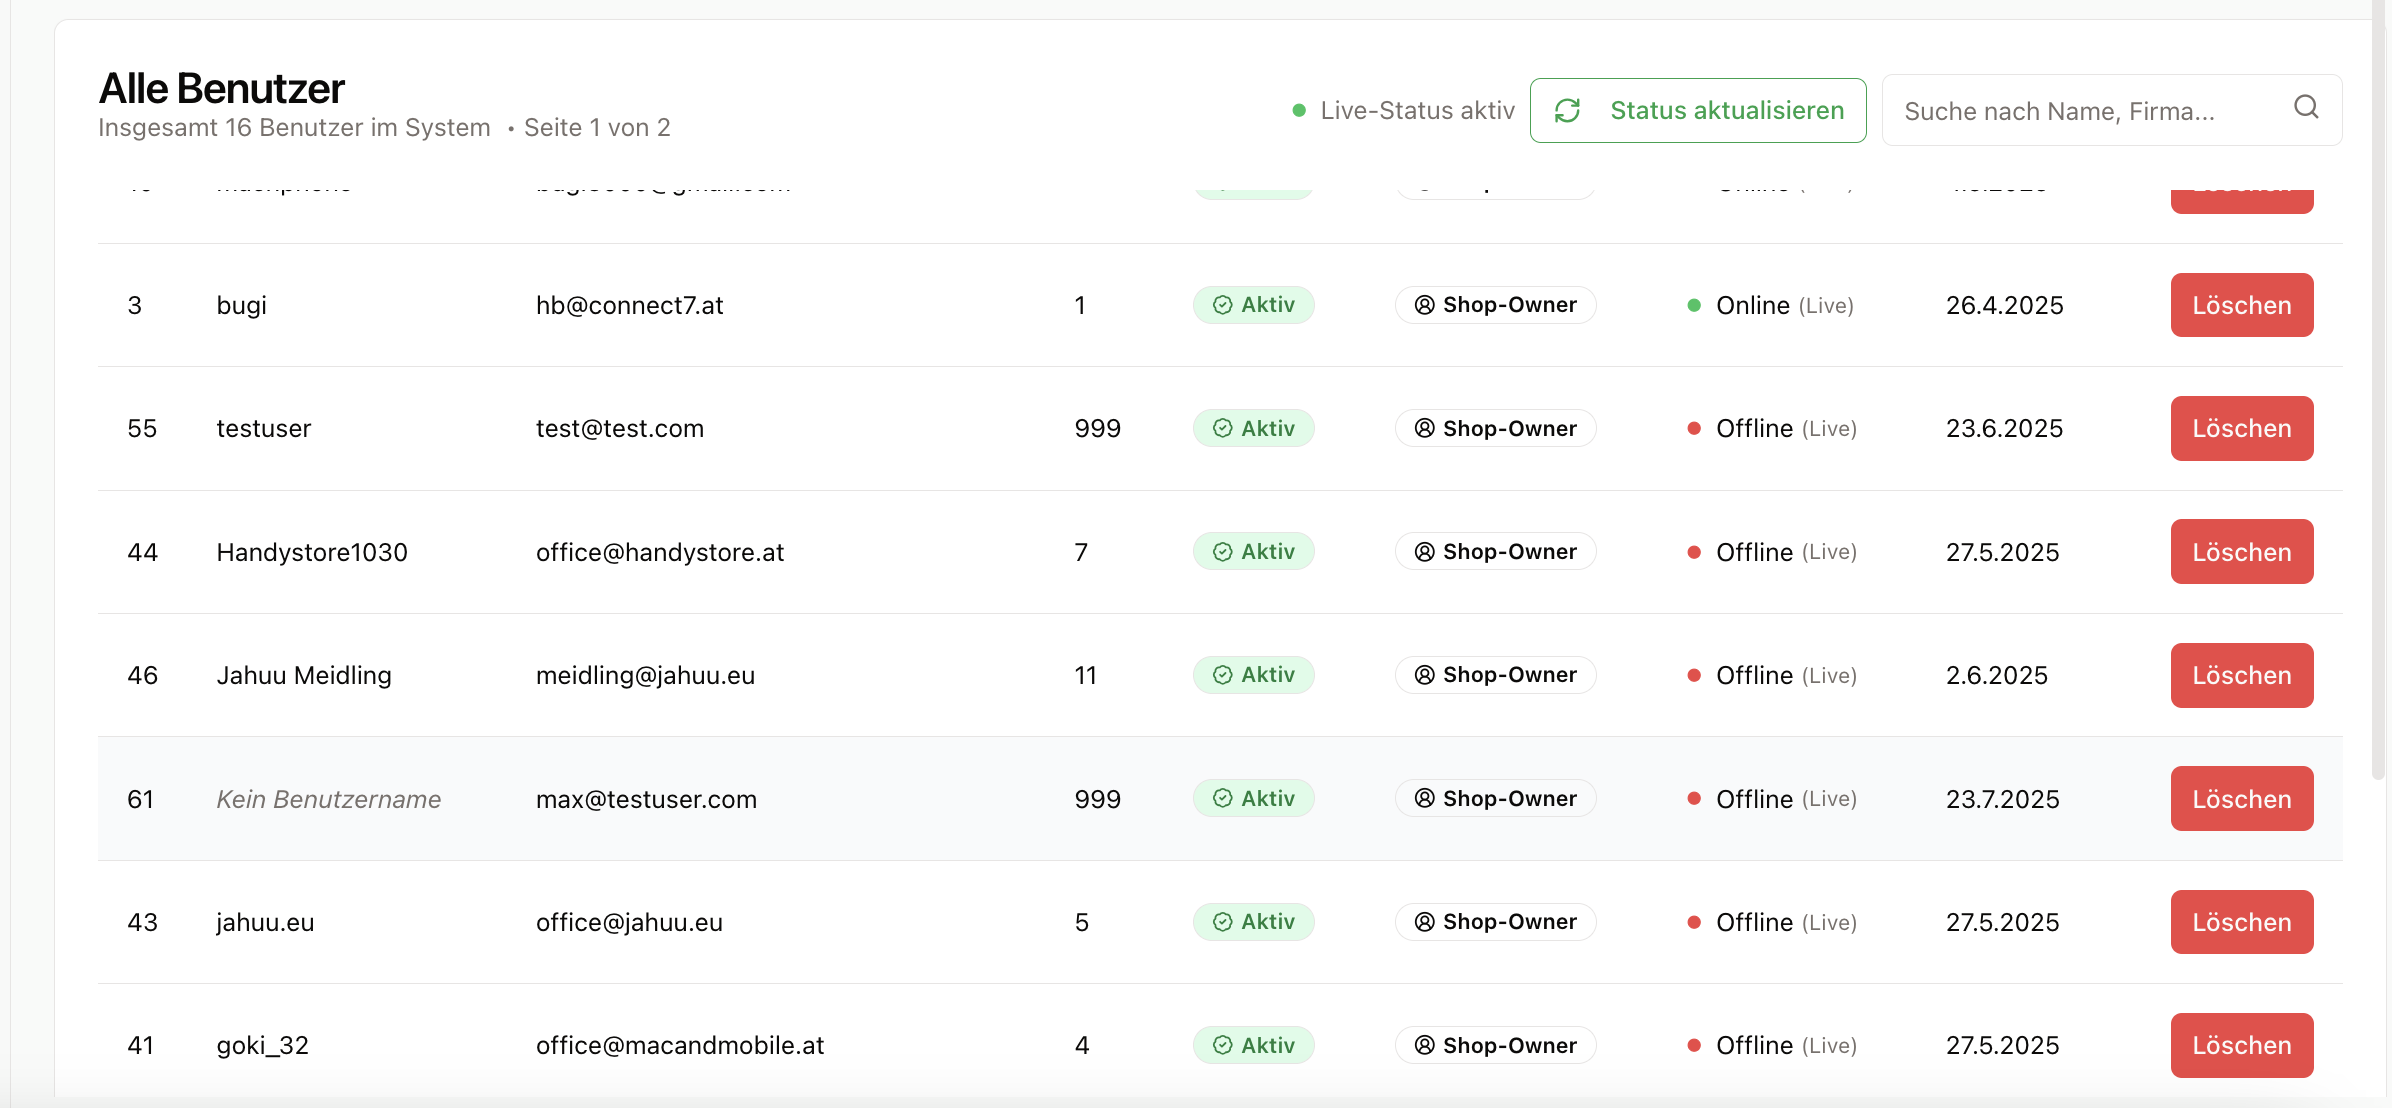 Alle Benutzer
Insgesamt 16 Benutzer im System • Seite 1 von 2
Live-Status aktiv
Status aktualisieren
Suche nach Name, Firma...
3 bugi hb@connect7.at 1 Aktiv Shop-Owner Online (Live) 26.4.2025 Löschen
55 testuser test@test.com 999 Aktiv Shop-Owner Offline (Live) 23.6.2025 Löschen
44 Handystore1030 office@handystore.at 7 Aktiv Shop-Owner Offline (Live) 27.5.2025 Löschen
46 Jahuu Meidling meidling@jahuu.eu 11 Aktiv Shop-Owner Offline (Live) 2.6.2025 Löschen
61 Kein Benutzername max@testuser.com 999 Aktiv Shop-Owner Offline (Live) 23.7.2025 Löschen
43 jahuu.eu office@jahuu.eu 5 Aktiv Shop-Owner Offline (Live) 27.5.2025 Löschen
41 goki_32 office@macandmobile.at 4 Aktiv Shop-Owner Offline (Live) 27.5.2025 Löschen